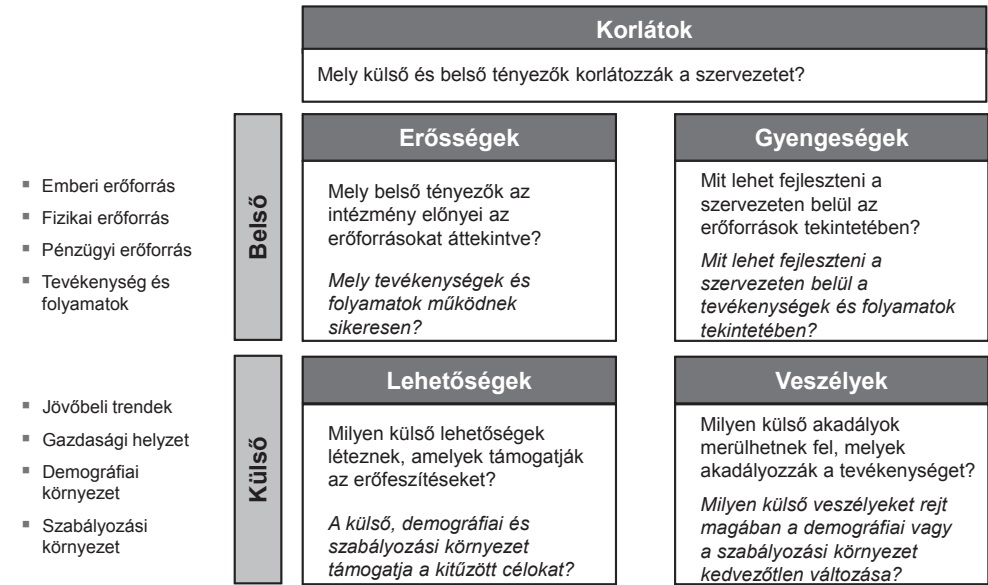 Korlátok
Mely külső és belső tényezők korlátozzák a szervezetet?
▪ Emberi erőforrás
▪ Fizikai erőforrás
▪ Pénzügyi erőforrás
▪ Tevékenység és
folyamatok
Belső
Erősségek
Mely belső tényezők az
intézmény előnyei az
erőforrásokat áttekintve?
Mely tevékenységek és
folyamatok működnek
sikeresen?
Gyengeségek
Mit lehet fejleszteni a
szervezeten belül az
erőforrások tekintetében?
Mit lehet fejleszteni a
szervezeten belül a
tevékenységek és folyamatok
tekintetében?
▪ Jövőbeli trendek
▪ Gazdasági helyzet
▪ Demográfiai
környezet
▪ Szabályozási
környezet
Külső
Lehetőségek
Milyen külső lehetőségek
léteznek, amelyek támogatják
az erőfeszítéseket?
A külső, demográfiai és
szabályozási környezet
támogatja a kitűzött célokat?
Veszélyek
Milyen külső akadályok
merülhetnek fel, melyek
akadályozzák a tevékenységet?
Milyen külső veszélyeket rejt
magában a demográfiai vagy
a szabályozási környezet
kedvezőtlen változása?